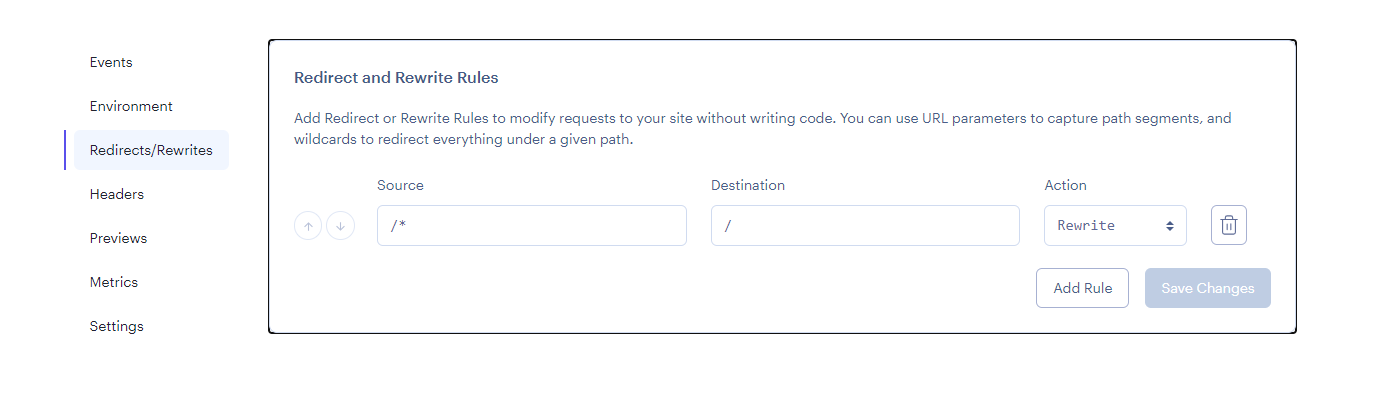 Events
Environment
Redirects/Rewrites
Headers
Previews
Metrics
Settings
Redirect and Rewrite Rules
Add Redirect or Rewrite Rules to modify requests to your site without writing code. You can use URL parameters to capture path segments, and
wildcards to redirect everything under a given path.
Source Destination Action
/* / Rewrite
Add Rule Save Changes